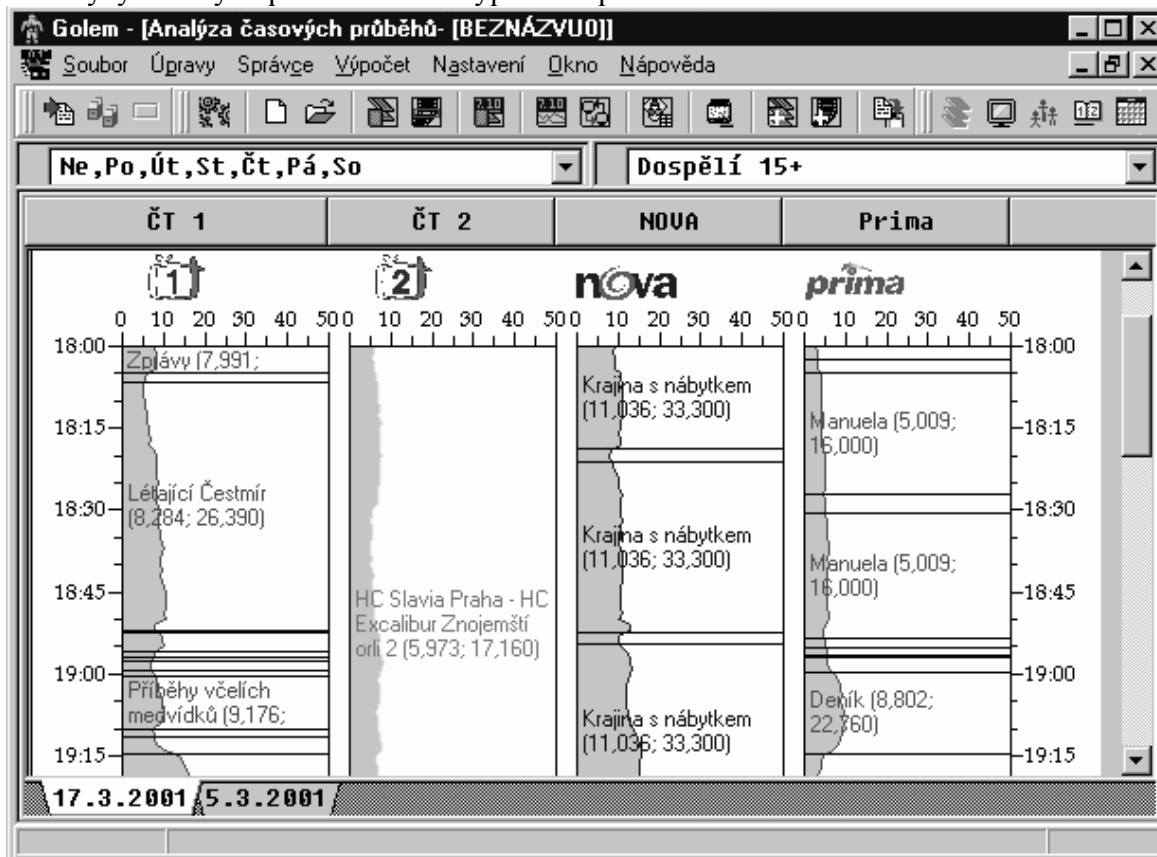 Golem - [Analýza časových průběhů- [BEZNÁZVU0]]
Soubor Úpravy Správce Výpočet Nastavení Okno Nápověda
Ne,Po,Út,St,Čt,Pá,So Dospělí 15+
ČT 1 ČT 2 NOVA Prima
1 2 nova prima
0 10 20 30 40 50 0 10 20 30 40 50 0 10 20 30 40 50 0 10 20 30 40 50
18:00 18:00
Zprávy (7,991;
Krajina s nábytkem
(11,036; 33,300)
18:15 Manuela (5,009; 18:15
16,000)
Létající Čestmír
18:30 (8,284; 26,390) 18:30
Krajina s nábytkem
(11,036; 33,300)
Manuela (5,009;
16,000)
18:45 18:45
HC Slavia Praha - HC
Excalibur Znojemští
orli 2 (5,973; 17,160)
19:00 19:00
Příběhy včelích
medvídků (9,176;
Krajina s nábytkem
(11,036; 33,300)
Deník (8,802;
22,760)
19:15 19:15
17.3.2001 5.3.2001